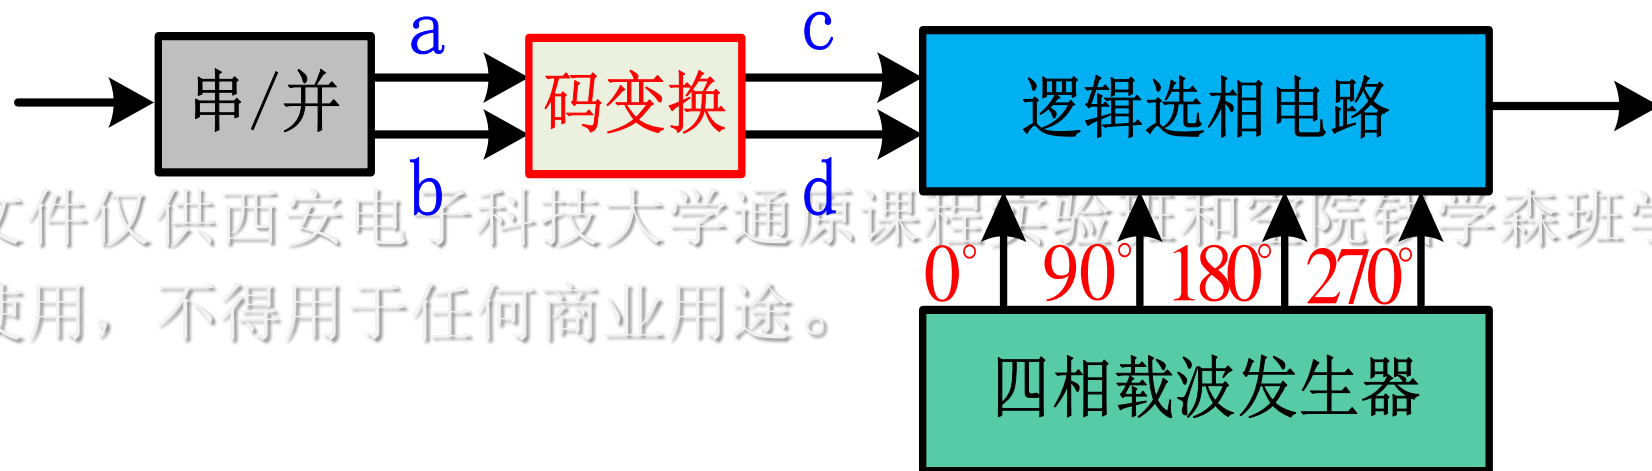 a c
串/并 码变换 逻辑选相电路
b d
文件仅供西安电子科技大学通原课程实验班和空院钱学森班学
0° 90° 180° 270°
使用，不得用于任何商业用途。
四相载波发生器